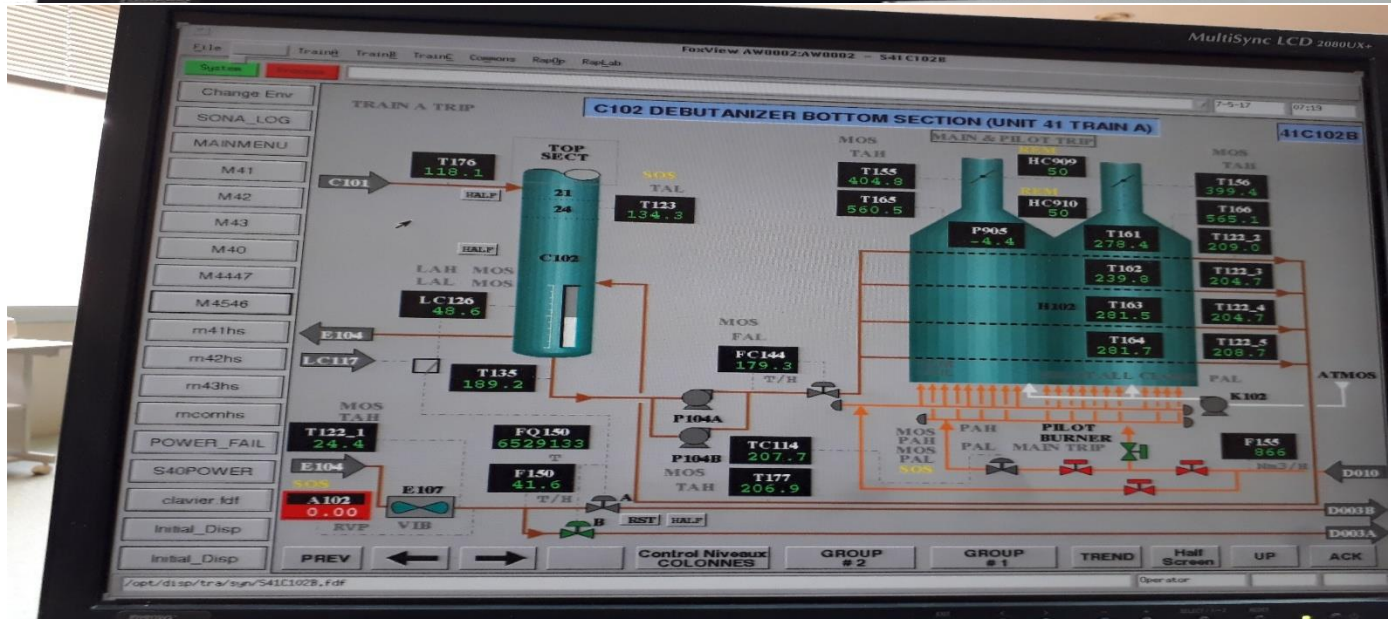 MultiSync LCD 2080UX+
FoxView AW0002:AW0002 - S41C102B
File TrainA TrainB TrainC Commons RapOp RapLab
System
7-5-17 07:19
Change Env
SONA_LOG
MAINMENU
M41
M42
M43
M40
M4447
M4546
m41hs
m42hs
m43hs
mcomhs
POWER_FAIL
S40POWER
clavier.fdf
Initial_Disp
Initial_Disp
TRAIN A TRIP
C102 DEBUTANIZER BOTTOM SECTION (UNIT 41 TRAIN A)
41C102B
TOP
SECT
T176
118.1
C101
HALF
21
24
SOS
TAL
T123
134.3
HALF
C102
LAH MOS
LAL MOS
LC126
48.6
E104
LC117
T135
189.2
MOS
FAL
FC144
179.3
T/H
P104A
P104B
MOS
TAH
T122_1
24.4
E104
SOS
A102
0.00
RVP
E107
VIB
FQ150
6529133
T
F150
41.6
T/H
A
B
RST HALF
TC114
207.7
MOS
TAH
T177
206.9
MAIN & PILOT TRIP
MOS
TAH
T155
404.8
T165
560.5
REM
HC909
50
REM
HC910
50
MOS
TAH
T156
399.4
T166
565.1
P905
-4.4
T161
278.4
T122_2
209.0
T162
239.8
T122_3
204.7
H102
T163
281.5
T122_4
204.7
T164
281.7
T122_5
208.7
PAL
ATMOS
K102
MOS
PAH
MOS
PAL
SOS
PAH
PAL
MAIN TRIP
PILOT
BURNER
F155
866
Nm3/H
D010
D003B
D003A
PREV
Control Niveaux
COLONNES
GROUP
# 2
GROUP
# 1
TREND
Half
Screen
UP
ACK
/opt/disp/tra/syn/S41C102B.fdf
Operator